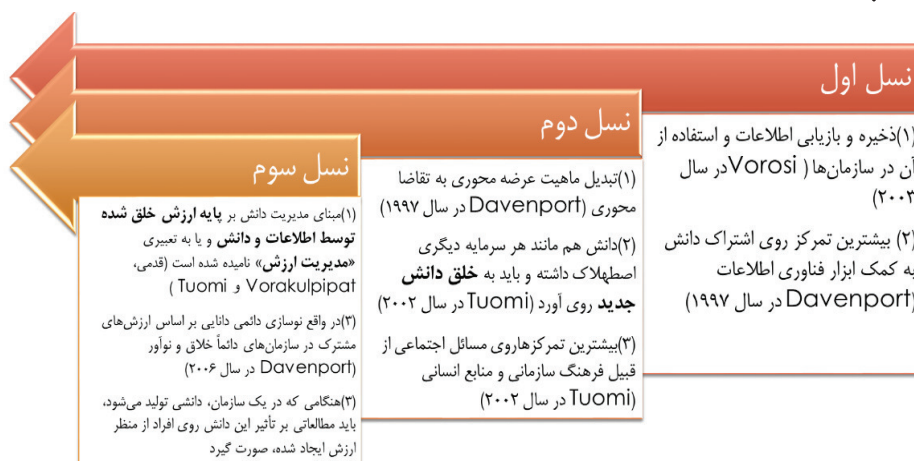 نسل اول
(۱)ذخیره و بازیابی اطلاعات و استفاده از
آن در سازمان‌ها ( Vorosiدر سال
۲۰۰۳)
(۲) بیشترین تمرکز روی اشتراک دانش
به کمک ابزار فناوری اطلاعات
(Davenport در سال ۱۹۹۷)
نسل دوم
(۱)تبدیل ماهیت عرضه محوری به تقاضا
محوری (Davenport در سال ۱۹۹۷)
(۲)دانش هم مانند هر سرمایه دیگری
اصطهلاک داشته و باید به خلق دانش
جدید روی آورد (Tuomi در سال ۲۰۰۲)
(۳)بیشترین تمرکزهاروی مسائل اجتماعی از
قبیل فرهنگ سازمانی و منابع انسانی
(Tuomi در سال ۲۰۰۲)
نسل سوم
(۱)مبنای مدیریت دانش بر پایه ارزش خلق شده
توسط اطلاعات و دانش و یا به تعبیری
«مدیریت ارزش» نامیده شده است (قدمی،
Vorakulpipat و Tuomi )
(۳)در واقع نوسازی دائمی دانایی بر اساس ارزش‌های
مشترک در سازمان‌های دائماً خلاق و نوآور
(Davenport در سال ۲۰۰۶)
(۳)هنگامی که در یک سازمان، دانشی تولید می‌شود،
باید مطالعاتی بر تأثیر این دانش روی افراد از منظر
ارزش ایجاد شده، صورت گیرد